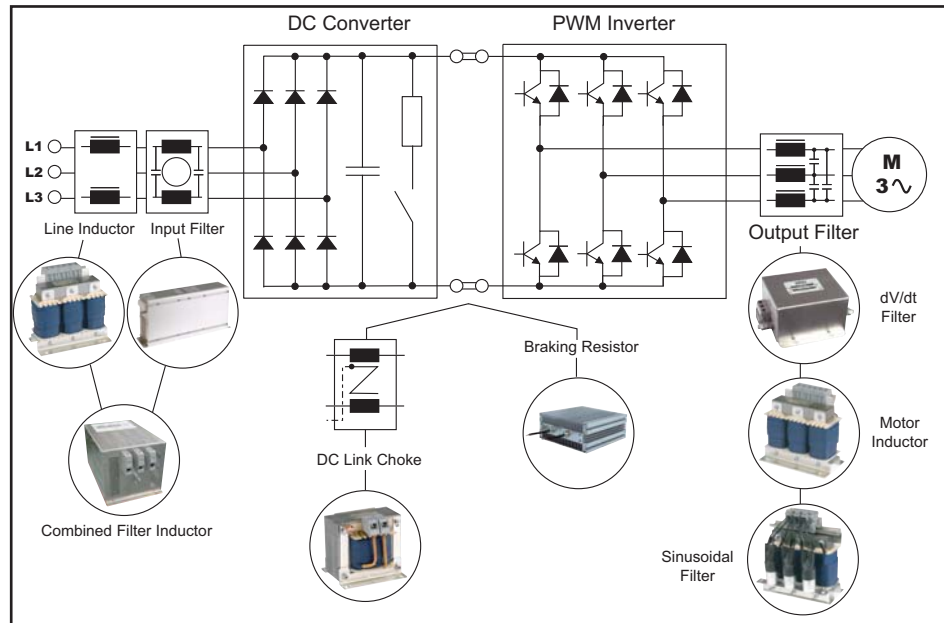 DC Converter
PWM Inverter
L1
L2
L3
M
3∿
Line Inductor
Input Filter
Output Filter
dV/dt
Filter
Braking Resistor
Motor
Inductor
DC Link Choke
Combined Filter Inductor
Sinusoidal
Filter